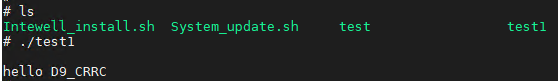 # ls
Intewell_install.sh System_update.sh test test1
# ./test1
hello D9_CRRC